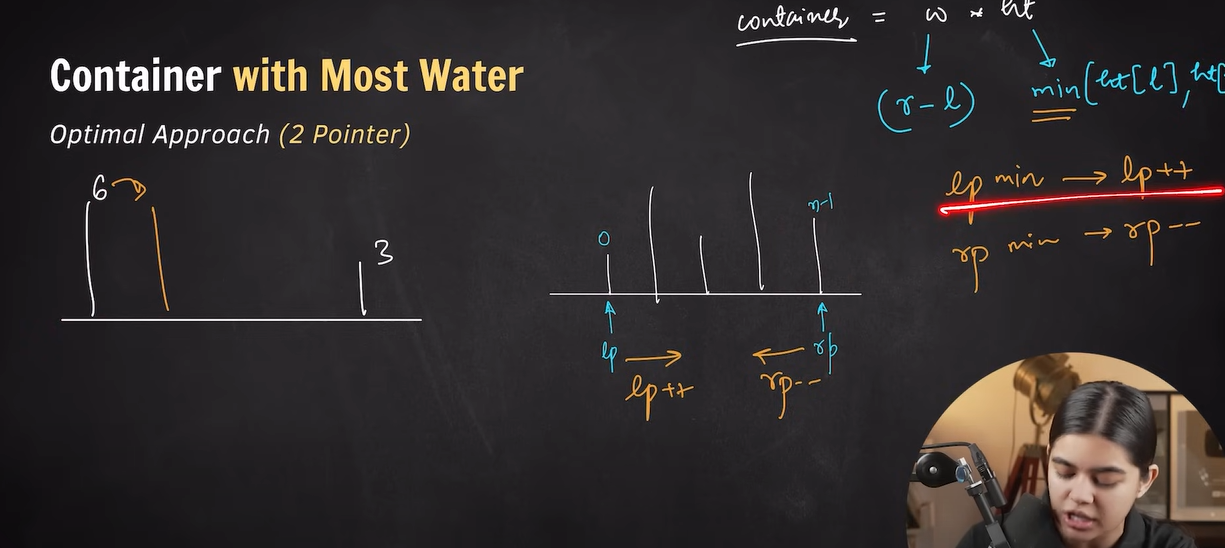 container = w * ht
Container with Most Water
(r-l)
min(ht[l], ht[
Optimal Approach (2 Pointer)
6
3
0
n-1
lp min → lp++
rp min → rp--
lp
rp
lp++
rp--